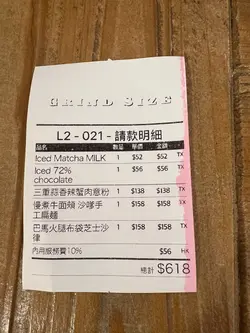 GRIND SIZE
L2 - 021 - 請款明細
品名 數量 單價 金額
Iced Matcha MILK 1 $52 $52 TX
Iced 72% 1 $56 $56 TX
chocolate
三重蒜香辣蟹肉意粉 1 $138 $138 TX
慢煮牛面頰 沙嗲手 1 $158 $158 TX
工扁麵
巴馬火腿布袋芝士沙 1 $158 $158 TX
律
內用服務費10% $56 HK
總計 $618